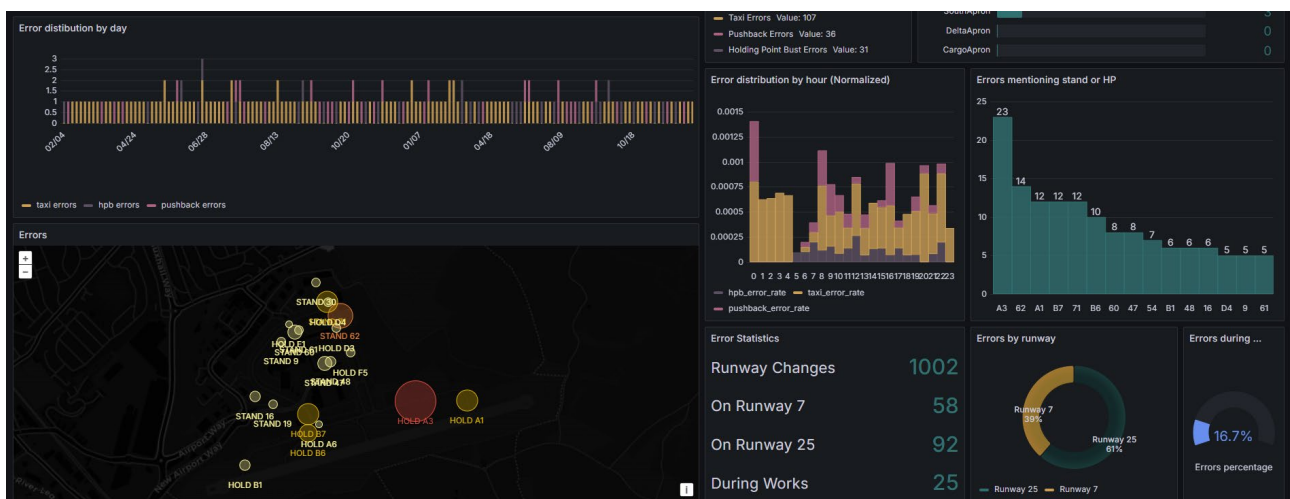 Error distibution by day
3
2.5
2
1.5
1
0.5
0
02/04
04/24
06/28
08/13
10/20
01/07
04/18
08/09
10/18
taxi errors hpb errors pushback errors
Taxi Errors Value: 107
Pushback Errors Value: 36
Holding Point Bust Errors Value: 31
SouthApron 3
DeltaApron 0
CargoApron 0
Error distribution by hour (Normalized)
0.0015
0.00125
0.001
0.00075
0.0005
0.00025
0
0 1 2 3 4 5 6 7 8 9 10 11 12 13 14 15 16 17 18 19 20 21 22 23
hpb_error_rate taxi_error_rate
pushback_error_rate
Errors mentioning stand or HP
25
20
15
10
5
0
23 14 12 12 12 10 8 8 7 6 6 6 5 5 5
A3 62 A1 B7 71 B6 60 47 54 B1 48 16 D4 9 61
Errors
+
−
STAND 30
HOLD D4
STAND 62
HOLD E1
STAND 61
HOLD D3
STAND 60
STAND 9
HOLD F5
STAND 48
STAND 47
STAND 16
STAND 19
HOLD A3
HOLD A1
HOLD B7
HOLD A6
HOLD B6
HOLD B1
Airport Way
New Airport Way
River Lea
i
Error Statistics
Runway Changes 1002
On Runway 7 58
On Runway 25 92
During Works 25
Errors by runway
Runway 7
39%
Runway 25
61%
Runway 25 Runway 7
Errors during ...
16.7%
Errors percentage